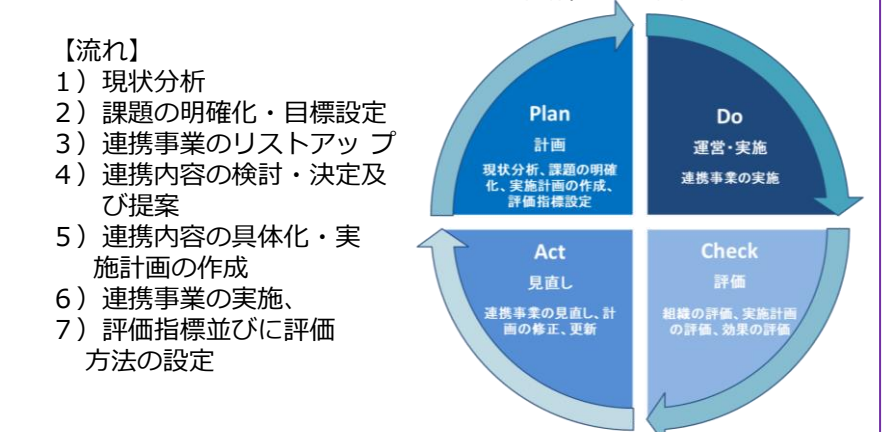 【流れ】
１）現状分析
２）課題の明確化・目標設定
３）連携事業のリストアッ プ
４）連携内容の検討・決定及
び提案
５）連携内容の具体化・実
施計画の作成
６）連携事業の実施、
７）評価指標並びに評価
方法の設定
Plan
計画
現状分析、課題の明確
化、実施計画の作成、
評価指標設定
Do
運営・実施
連携事業の実施
Act
見直し
連携事業の見直し、計
画の修正、更新
Check
評価
組織の評価、実施計画
の評価、効果の評価